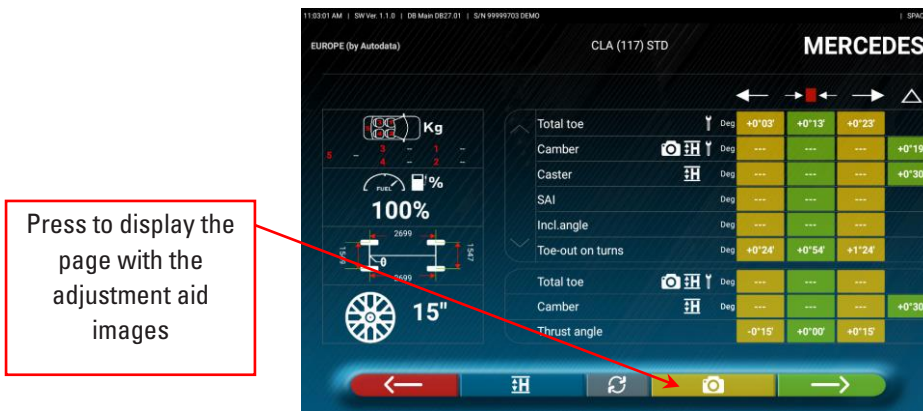 11:03:01 AM | SW Ver. 1.1.0 | DB Main DB27.01 | S/N 99999703 DEMO | SPAC
EUROPE (by Autodata) CLA (117) STD MERCEDES
Kg
5 - 3 - 1 -
4 - 2 -
FUEL %
100%
2699
1547
2699
15"
Total toe Deg +0°03' +0°13' +0°23'
Camber Deg --- --- --- +0°19
Caster Deg --- --- --- +0°30
SAI Deg --- --- ---
Incl.angle Deg --- --- ---
Toe-out on turns Deg +0°24' +0°54' +1°24'
Total toe Deg --- --- ---
Camber Deg --- --- --- +0°30
Thrust angle -0°15' +0°00' +0°15'
Press to display the
page with the
adjustment aid
images